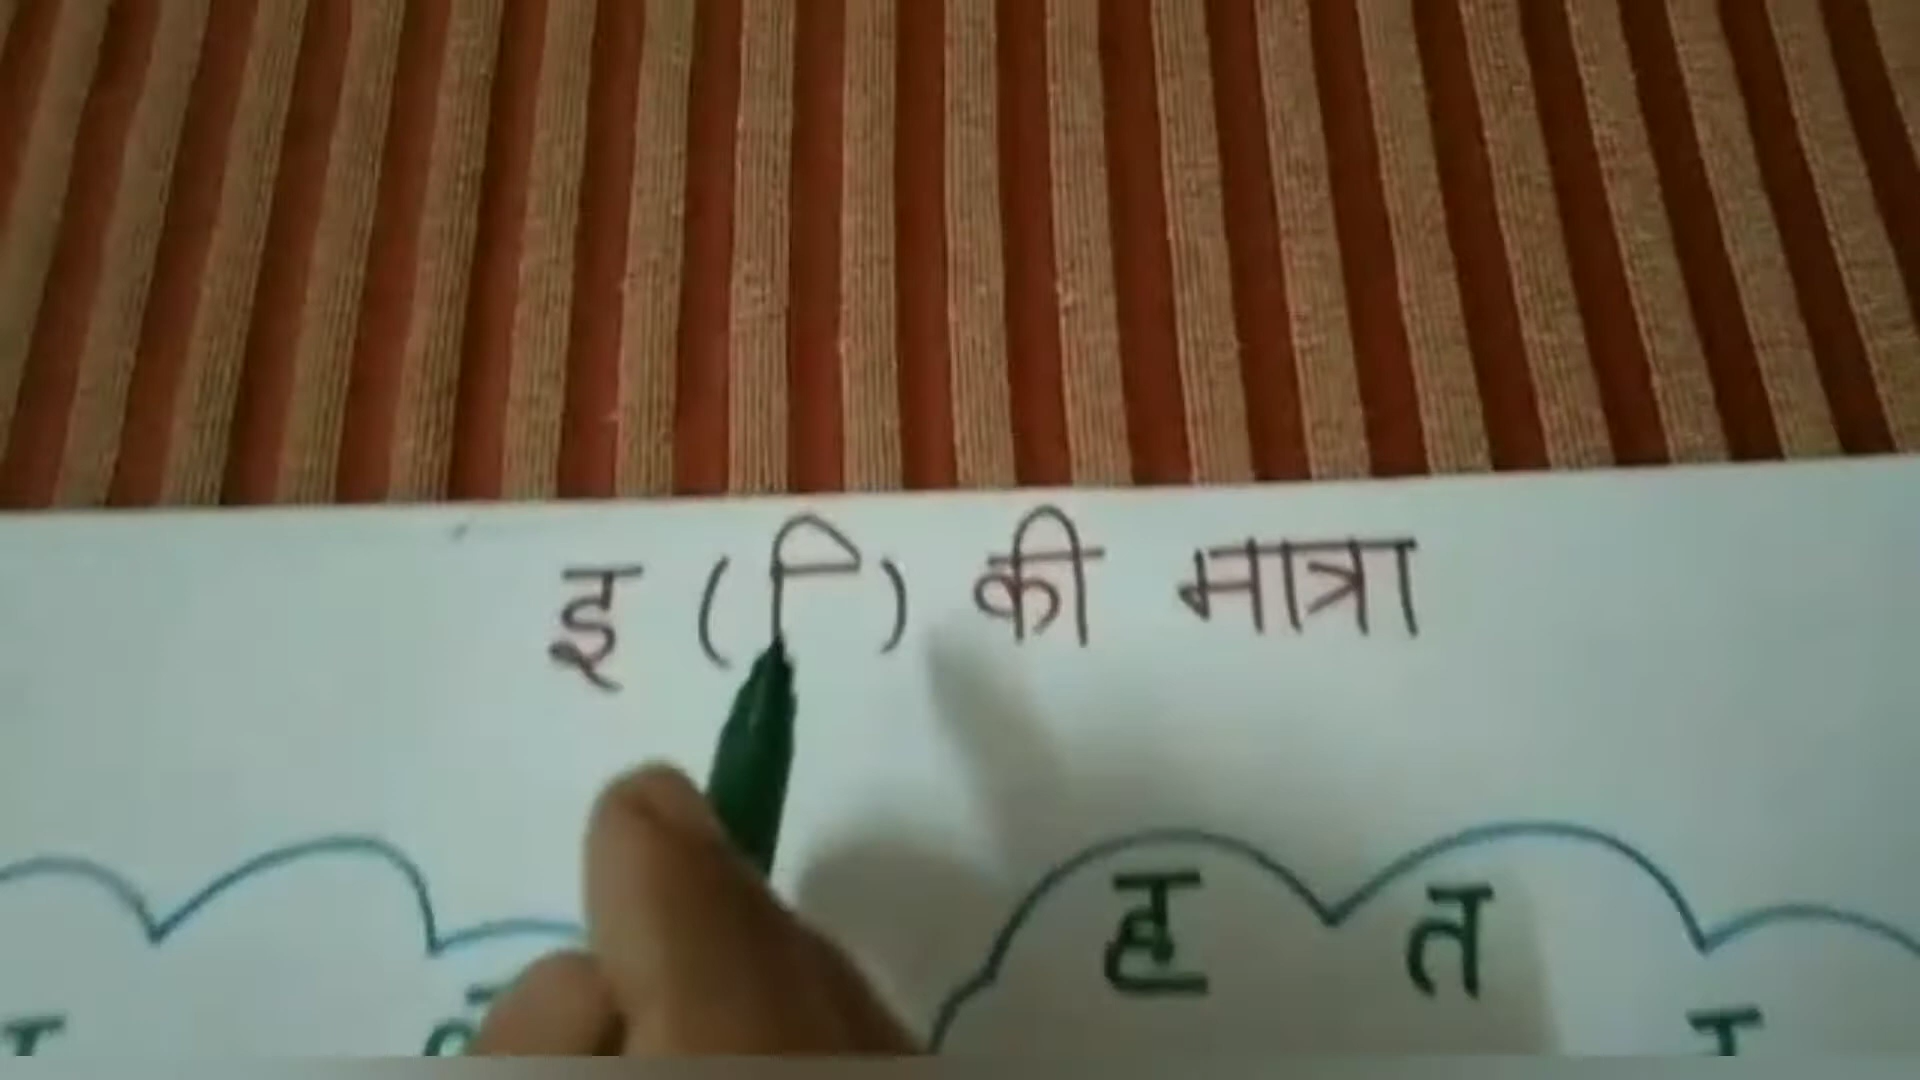 इ ( ि ) की मात्रा
ह त